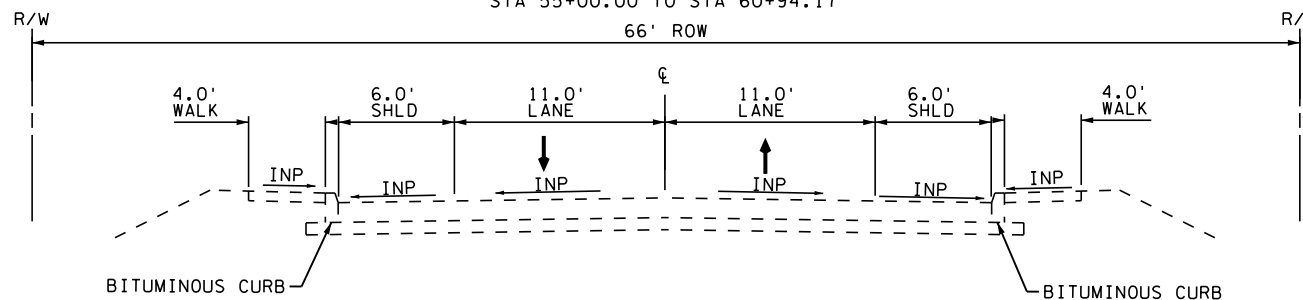 STA 55+00.00 TO STA 60+94.17
R/W
R/
66' ROW
℄
4.0'
WALK
6.0'
SHLD
11.0'
LANE
11.0'
LANE
6.0'
SHLD
4.0'
WALK
INP
INP
INP
INP
INP
INP
BITUMINOUS CURB
BITUMINOUS CURB